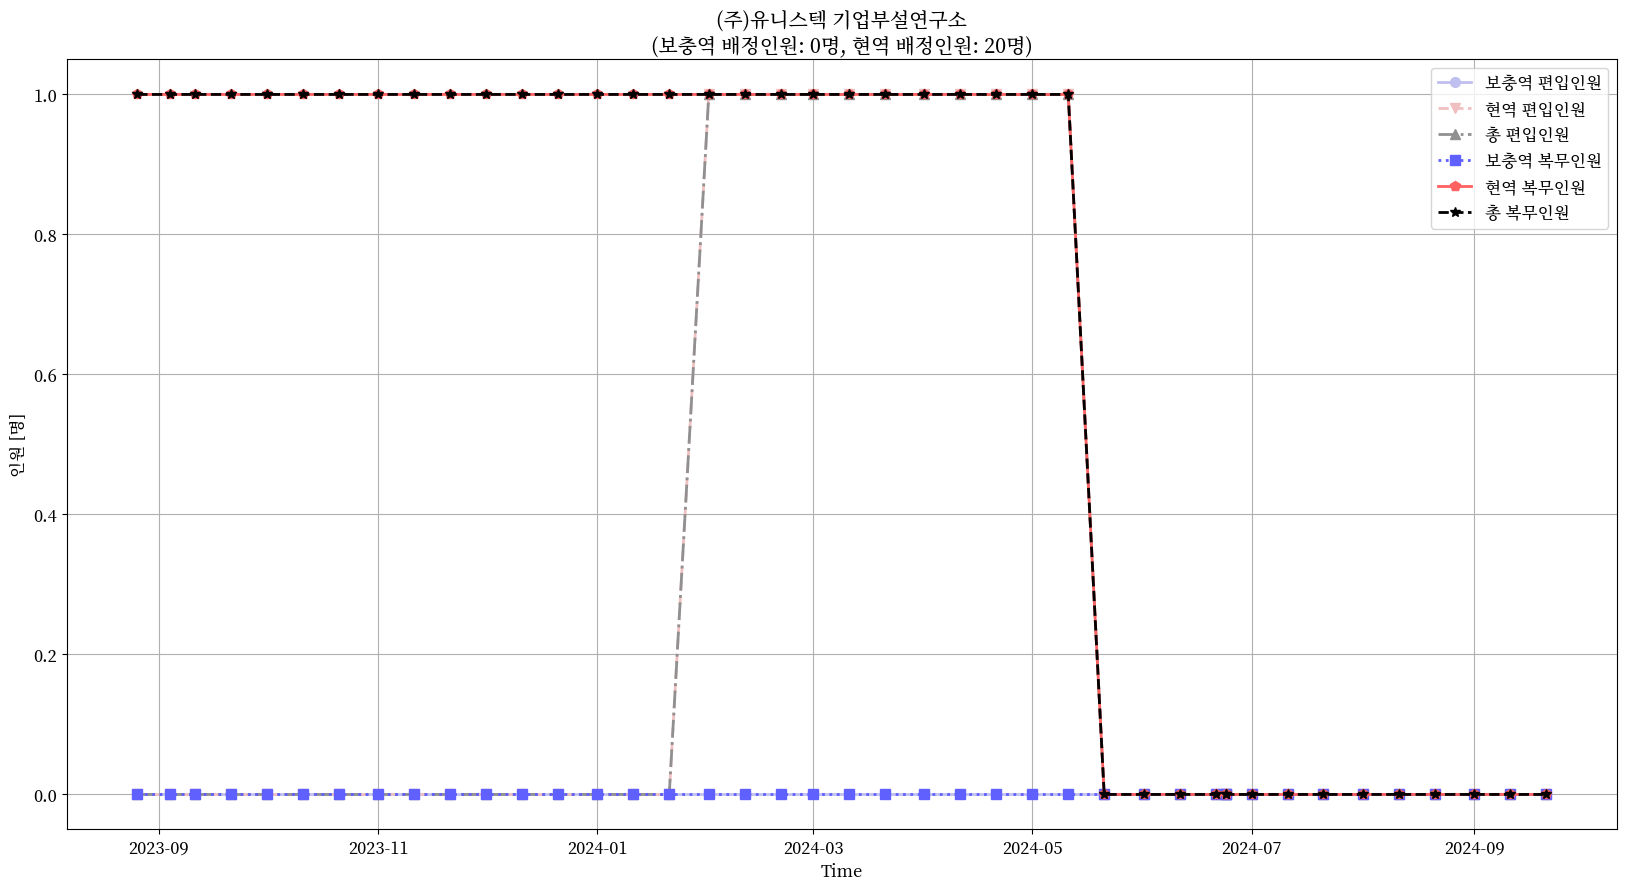 (주)유니스텍 기업부설연구소
(보충역 배정인원: 0명, 현역 배정인원: 20명)
보충역 편입인원
현역 편입인원
총 편입인원
보충역 복무인원
현역 복무인원
총 복무인원
인원 [명]
1.0
0.8
0.6
0.4
0.2
0.0
2023-09
2023-11
2024-01
2024-03
2024-05
2024-07
2024-09
Time